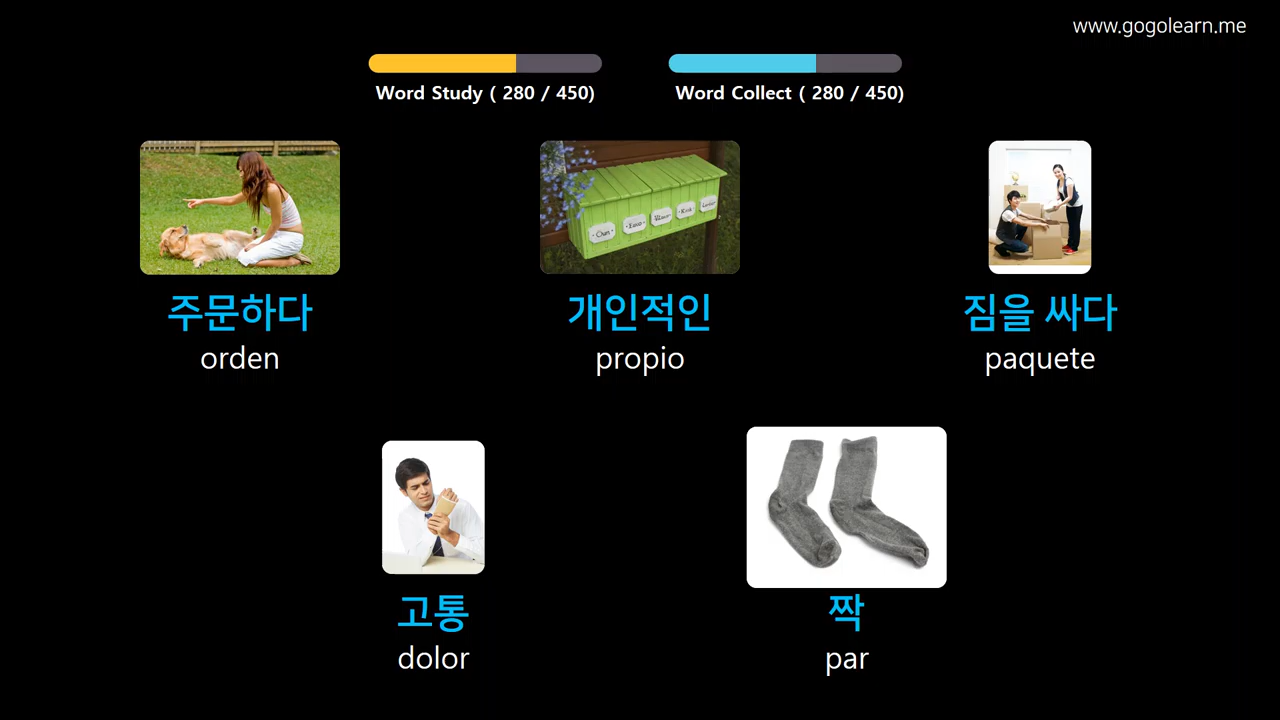 www.gogolearn.me
Word Study ( 280 / 450)
Word Collect ( 280 / 450)
주문하다
orden
개인적인
propio
짐을 싸다
paquete
고통
dolor
짝
par